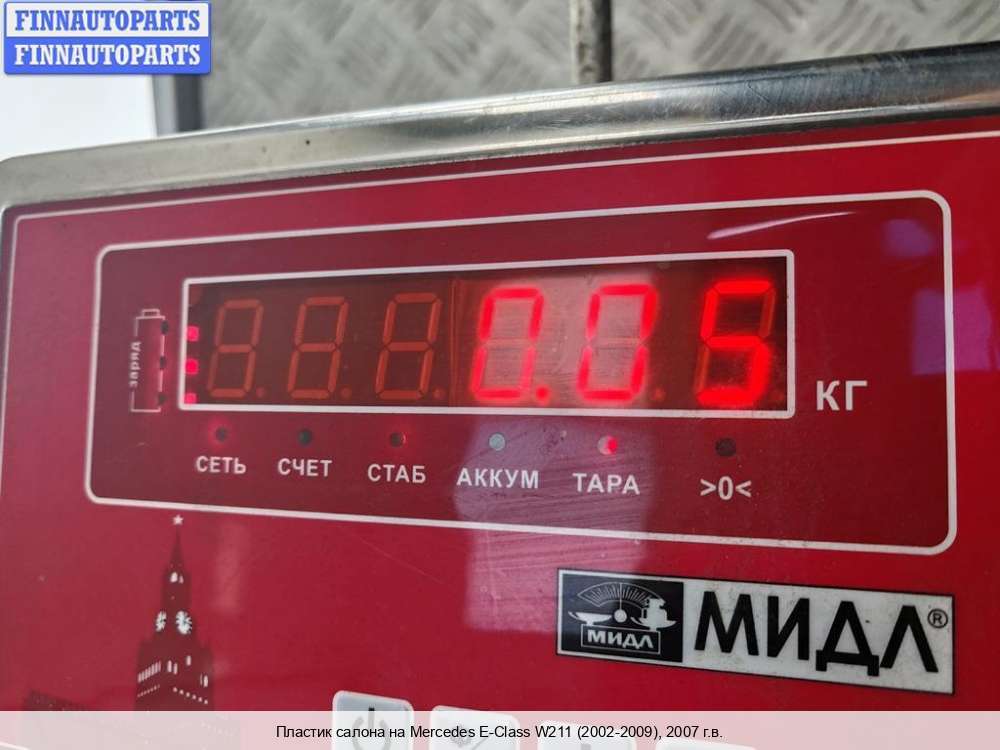 FINNAUTOPARTS
FINNAUTOPARTS
заряд
0.05
КГ
СЕТЬ СЧЕТ СТАБ АККУМ ТАРА >0<
МИДЛ МИДЛ®
Пластик салона на Mercedes E-Class W211 (2002-2009), 2007 г.в.